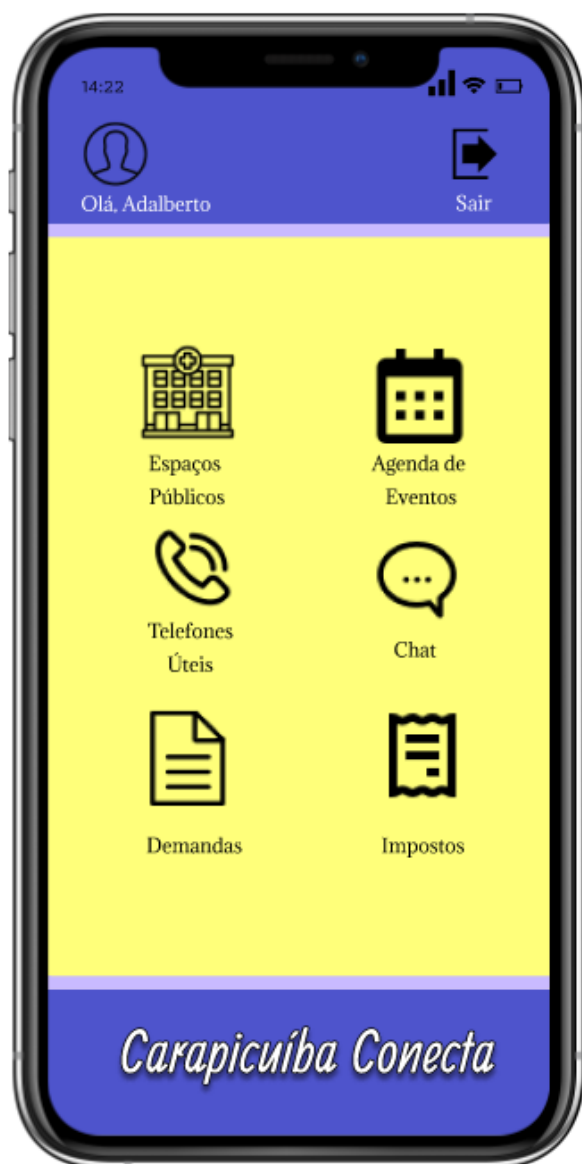 14:22
Olá, Adalberto
Sair
Espaços
Públicos
Agenda de
Eventos
Telefones
Úteis
Chat
Demandas
Impostos
Carapicuíba Conecta